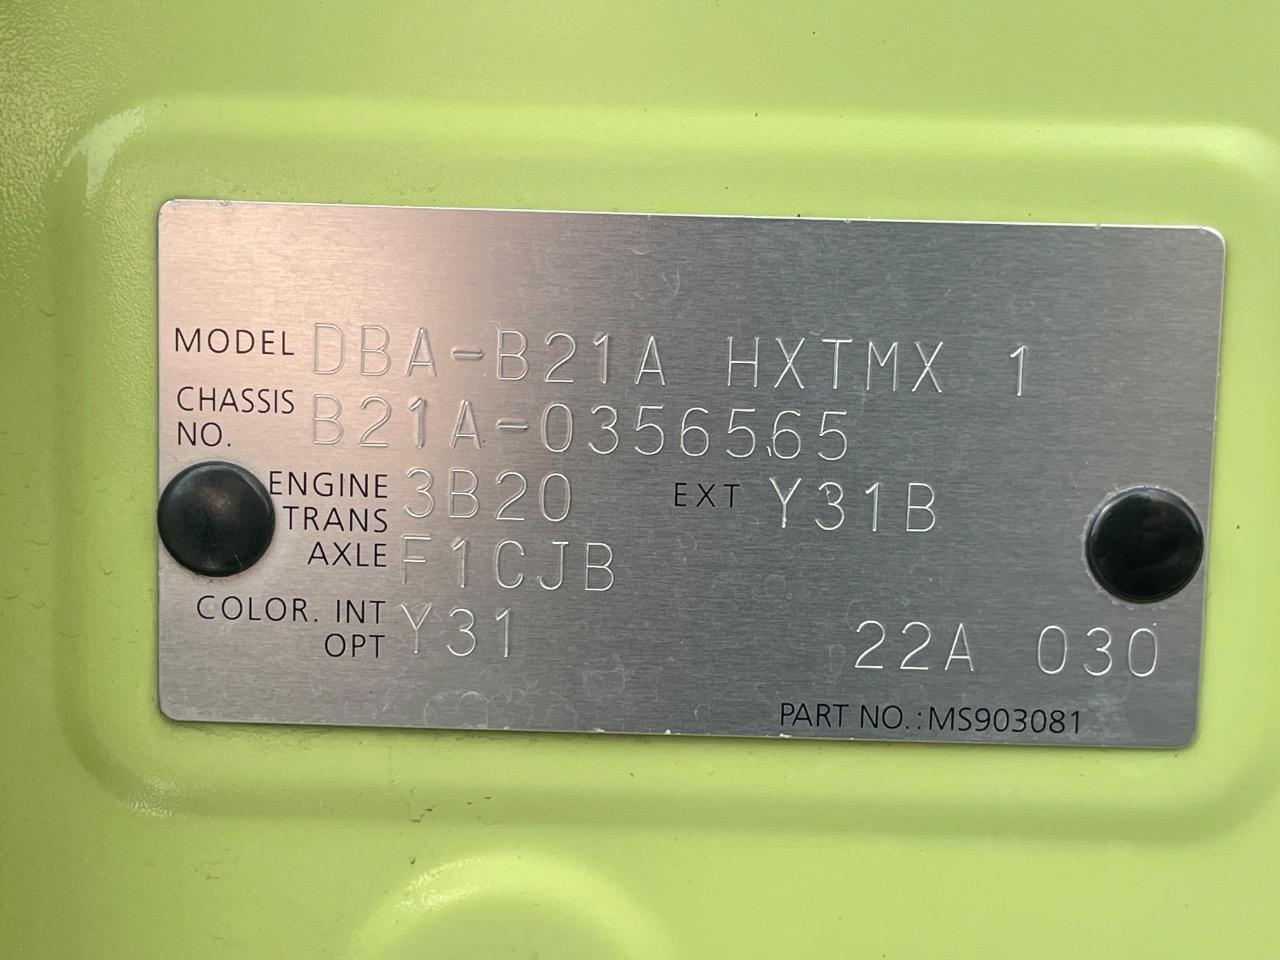 MODEL DBA-B21A HXTMX 1
CHASSIS NO. B21A-0356565
ENGINE 3B20 EXT Y31B
TRANS AXLE F1CJB
COLOR. INT OPT Y31 22A 030
PART NO.:MS903081